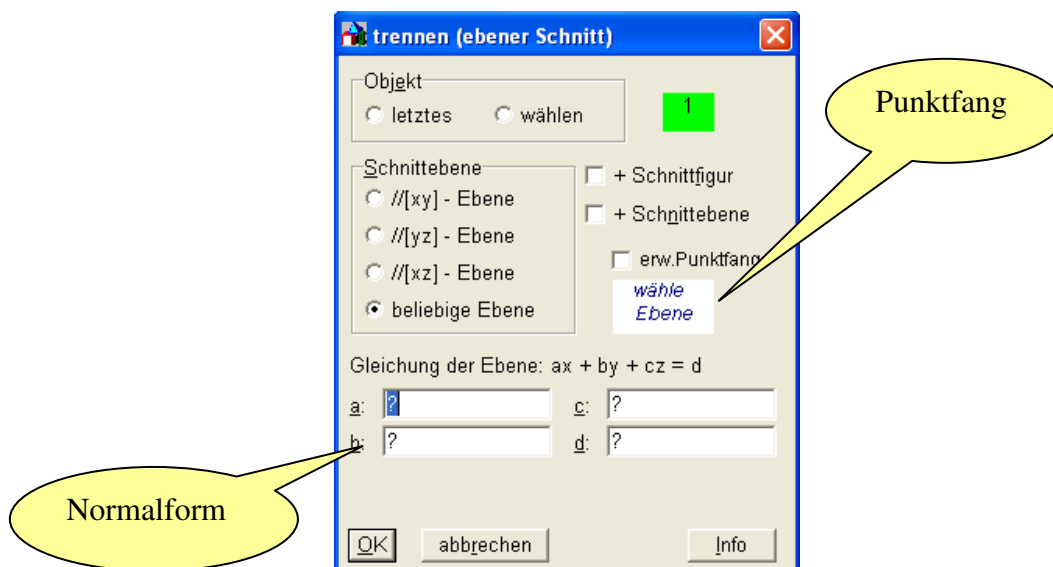 trennen (ebener Schnitt)
Objekt
letztes wählen
1
Punktfang
Schnittebene
//[xy] - Ebene
//[yz] - Ebene
//[xz] - Ebene
beliebige Ebene
+ Schnittfigur
+ Schnittebene
erw.Punktfang
wähle
Ebene
Gleichung der Ebene: ax + by + cz = d
a: ? c: ?
b: ? d: ?
Normalform
OK abbrechen Info